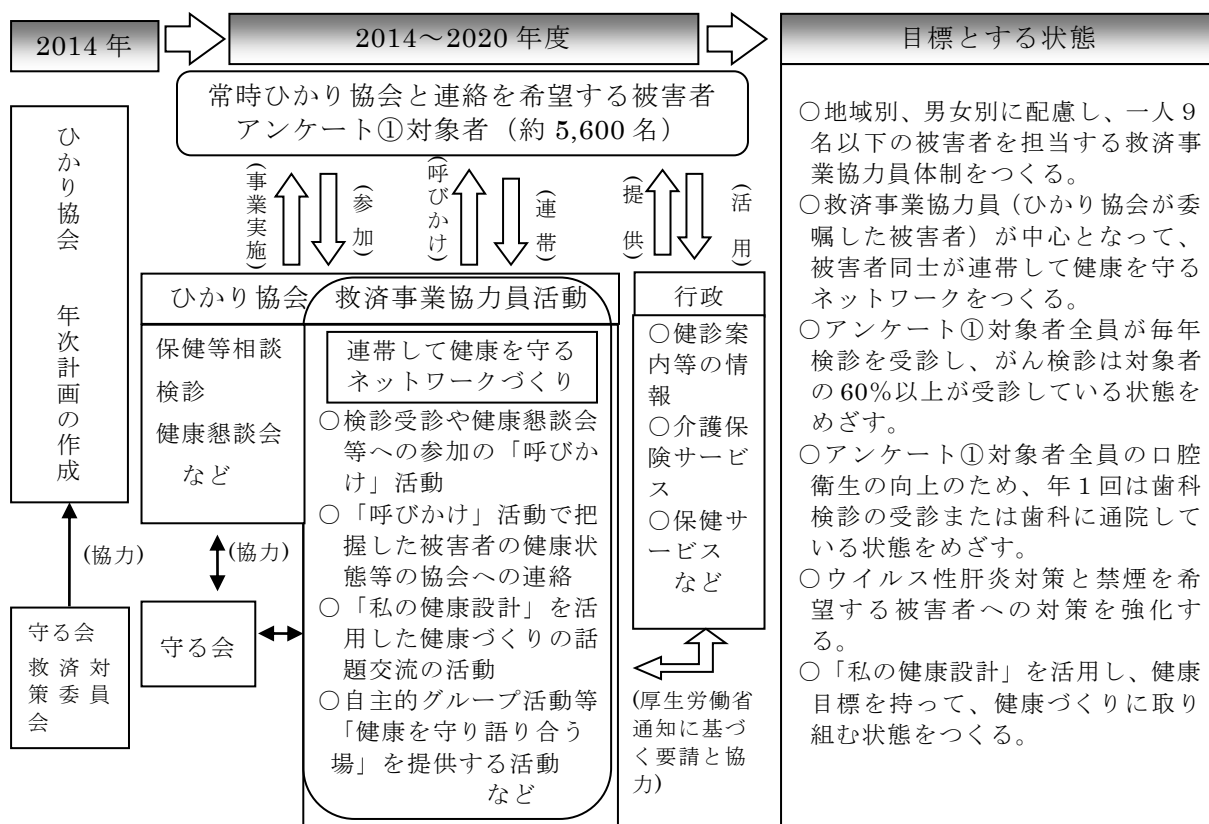 2014 年
2014~2020 年度
目標とする状態
常時ひかり協会と連絡を希望する被害者
アンケート①対象者(約 5,600 名)
ひかり協会 年次計画の作成
(事業実施)
(参加)
(呼びかけ)
(連帯)
(提供)
(活用)
ひかり協会
保健等相談
検診
健康懇談会
など
救済事業協力員活動
連帯して健康を守る
ネットワークづくり
○検診受診や健康懇談会
等への参加の「呼びか
け」活動
○「呼びかけ」活動で把
握した被害者の健康状
態等の協会への連絡
○「私の健康設計」を活
用した健康づくりの話
題交流の活動
○自主的グループ活動等
「健康を守り語り合う
場」を提供する活動
など
行政
○健診案
内等の情
報
○介護保
険サービ
ス
○保健サ
ービス
など
(協力)
(協力)
守る会
救済対
策委員
会
守る会
(厚生労働省
通知に基づ
く要請と協
力)
○地域別、男女別に配慮し、一人9
名以下の被害者を担当する救済事
業協力員体制をつくる。
○救済事業協力員(ひかり協会が委
嘱した被害者)が中心となって、
被害者同士が連帯して健康を守る
ネットワークをつくる。
○アンケート①対象者全員が毎年
検診を受診し、がん検診は対象者
の 60%以上が受診している状態を
めざす。
○アンケート①対象者全員の口腔
衛生の向上のため、年1回は歯科
検診の受診または歯科に通院して
いる状態をめざす。
○ウイルス性肝炎対策と禁煙を希
望する被害者への対策を強化す
る。
○「私の健康設計」を活用し、健康
目標を持って、健康づくりに取り
組む状態をつくる。